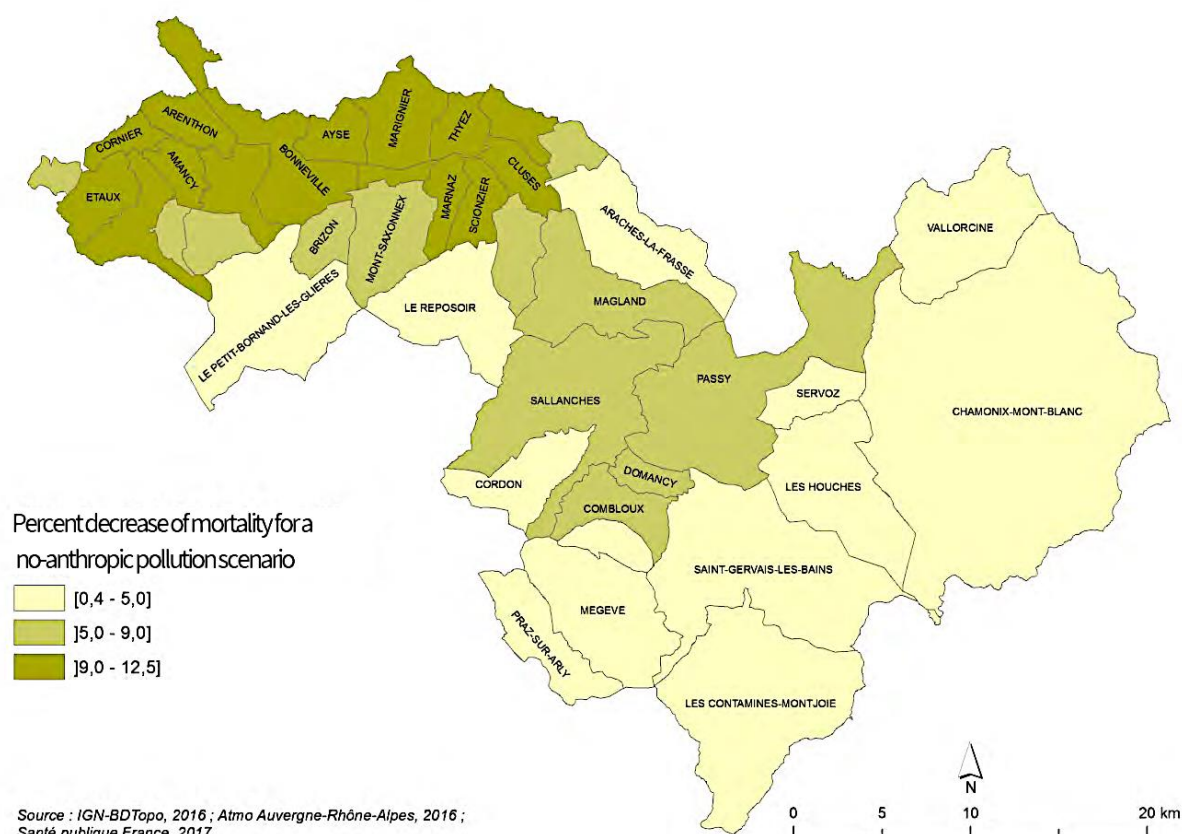 ARENTHON
CORNIER
AMANCY
ETAUX
BONNEVILLE
AYSE
MARIGNIER
THYEZ
CLUSES
MARNAZ
SCIONZIER
BRIZON
MONT-SAXONNEX
ARACHES-LA-FRASSE
VALLORCINE
LE PETIT-BORNAND-LES-GLIERES
LE REPOSOIR
MAGLAND
PASSY
SERVOZ
SALLANCHES
CHAMONIX-MONT-BLANC
CORDON
DOMANCY
LES HOUCHES
COMBLOUX
SAINT-GERVAIS-LES-BAINS
MEGEVE
PRAZ-SUR-ARLY
LES CONTAMINES-MONTJOIE
Percent decrease of mortality for a
no-anthropic pollution scenario
[0,4 - 5,0]
]5,0 - 9,0]
]9,0 - 12,5]
N
0 5 10 20 km
Source : IGN-BDTopo, 2016 ; Atmo Auvergne-Rhône-Alpes, 2016 ;
Santé publique France, 2017